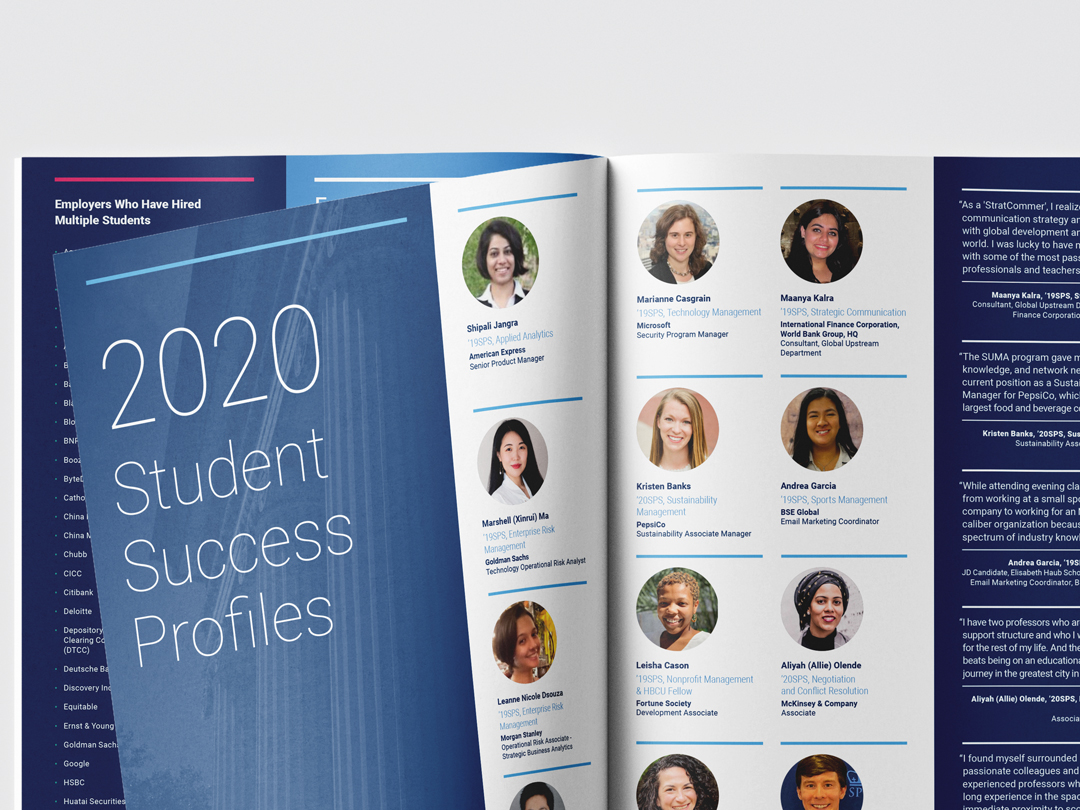 Employers Who Have Hired
Multiple Students
BNP
Catho
China
China M
Chubb
CICC
Citibank
Deloitte
Depository
Clearing Co
(DTCC)
Deutsche Ba
Discovery Inc
Equitable
Ernst & Young
Goldman Sach
Google
HSBC
Huatai Securities
2020
Student
Success
Profiles
Shipali Jangra
'19SPS, Applied Analytics
American Express
Senior Product Manager
Marshell (Xinrui) Ma
'19SPS, Enterprise Risk
Management
Goldman Sachs
Technology Operational Risk Analyst
Leanne Nicole Dsouza
'19SPS, Enterprise Risk
Management
Morgan Stanley
Operational Risk Associate-
Strategic Business Analytics
Marianne Casgrain
'19SPS, Technology Management
Microsoft
Security Program Manager
Maanya Kalra
'19SPS, Strategic Communication
International Finance Corporation,
World Bank Group, HQ
Consultant, Global Upstream
Department
Kristen Banks
'20SPS, Sustainability
Management
PepsiCo
Sustainability Associate Manager
Andrea Garcia
'19SPS, Sports Management
BSE Global
Email Marketing Coordinator
Leisha Cason
'19SPS, Nonprofit Management
& HBCU Fellow
Fortune Society
Development Associate
Aliyah (Allie) Olende
'20SPS, Negotiation
and Conflict Resolution
McKinsey & Company
Associate
"As a 'StratCommer', I realize
communication strategy an
with global development an
world. I was lucky to have m
with some of the most pass
professionals and teachers
Maanya Kalra, '19SPS, S
Consultant, Global Upstream D
Finance Corporatio
"The SUMA program gave m
knowledge, and network ne
current position as a Sustai
Manager for PepsiCo, whic
largest food and beverage c
Kristen Banks, '20SPS, Sus
Sustainability Asso
"While attending evening cla
from working at a small spo
company to working for an
caliber organization becaus
spectrum of industry know
Andrea Garcia, '19S
JD Candidate, Elisabeth Haub Scho
Email Marketing Coordinator, B
"I have two professors who ar
support structure and who I w
for the rest of my life. And the
beats being on an educationa
journey in the greatest city in
Aliyah (Allie) Olende, '20SPS,
Associa
"I found myself surrounded
passionate colleagues and
experienced professors wh
long experience in the spac
immediate proximity to so